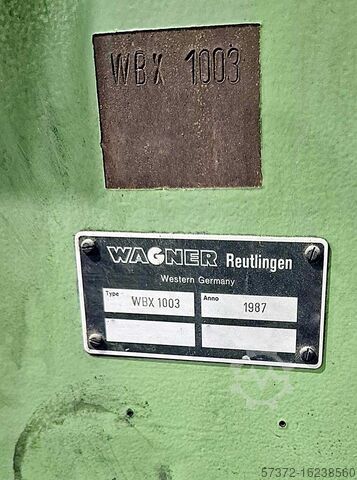 WBX 1003
WAGNER Reutlingen
Western Germany
Type WBX 1003 Anno 1987
57372-16238560